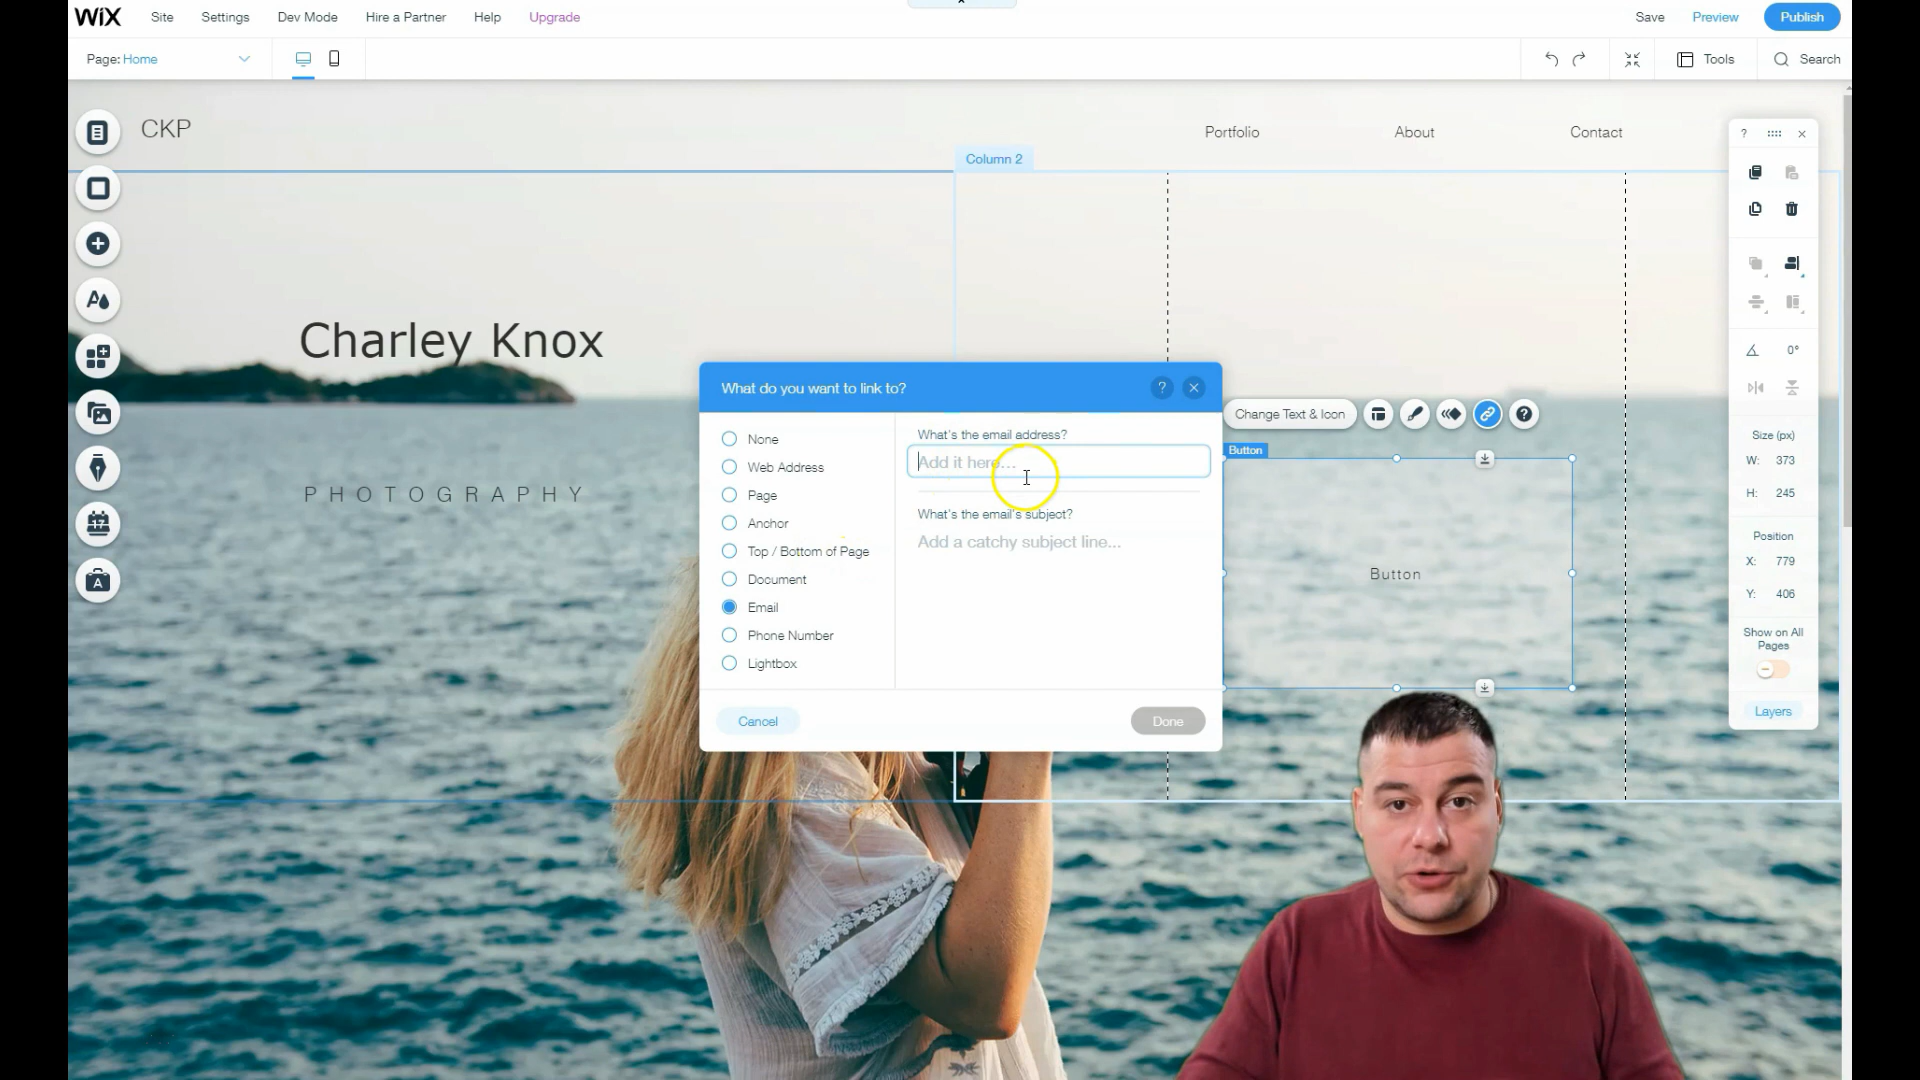 WiX Site Settings Dev Mode Hire a Partner Help Upgrade Save Preview Publish
Page: Home Tools Search
CKP Portfolio About Contact
Column 2
Charley Knox
PHOTOGRAPHY
What do you want to link to?
None
Web Address
Page
Anchor
Top / Bottom of Page
Document
Email
Phone Number
Lightbox
What's the email address?
Add it here...
What's the email's subject?
Add a catchy subject line...
Cancel Done
Change Text & Icon
Button
Button
17
A
0°
Size (px)
W: 373
H: 245
Position
X: 779
Y: 406
Show on All
Pages
Layers